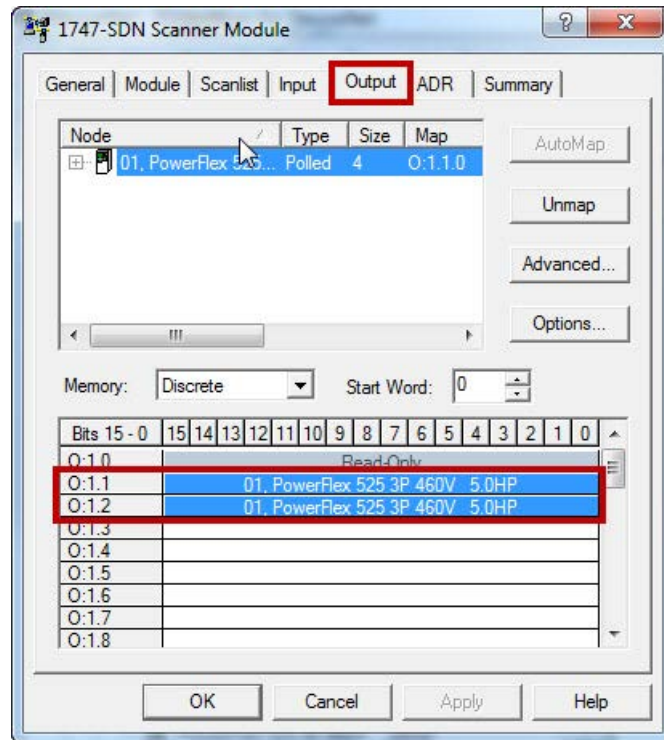 1747-SDN Scanner Module
General Module Scanlist Input Output ADR Summary
Node Type Size Map
01, PowerFlex 525... Polled 4 O:1.1.0
AutoMap
Unmap
Advanced...
Options...
Memory: Discrete Start Word: 0
Bits 15 - 0 15 14 13 12 11 10 9 8 7 6 5 4 3 2 1 0
O:1.0 Read-Only
O:1.1 01, PowerFlex 525 3P 460V 5.0HP
O:1.2 01, PowerFlex 525 3P 460V 5.0HP
O:1.3
O:1.4
O:1.5
O:1.6
O:1.7
O:1.8
OK Cancel Apply Help